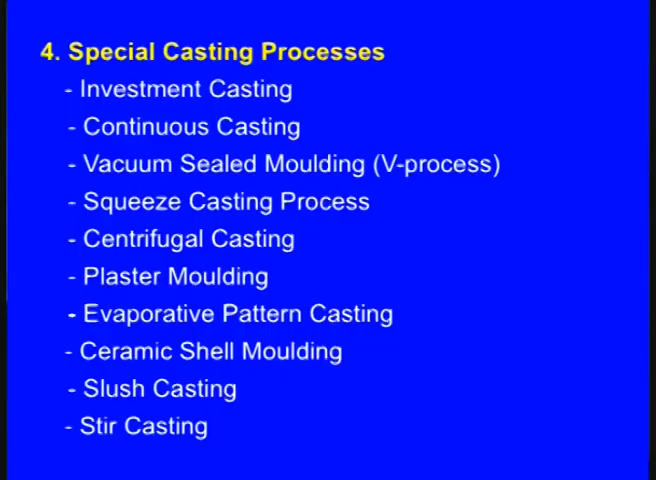 4. Special Casting Processes
- Investment Casting
- Continuous Casting
- Vacuum Sealed Moulding (V-process)
- Squeeze Casting Process
- Centrifugal Casting
- Plaster Moulding
- Evaporative Pattern Casting
- Ceramic Shell Moulding
- Slush Casting
- Stir Casting